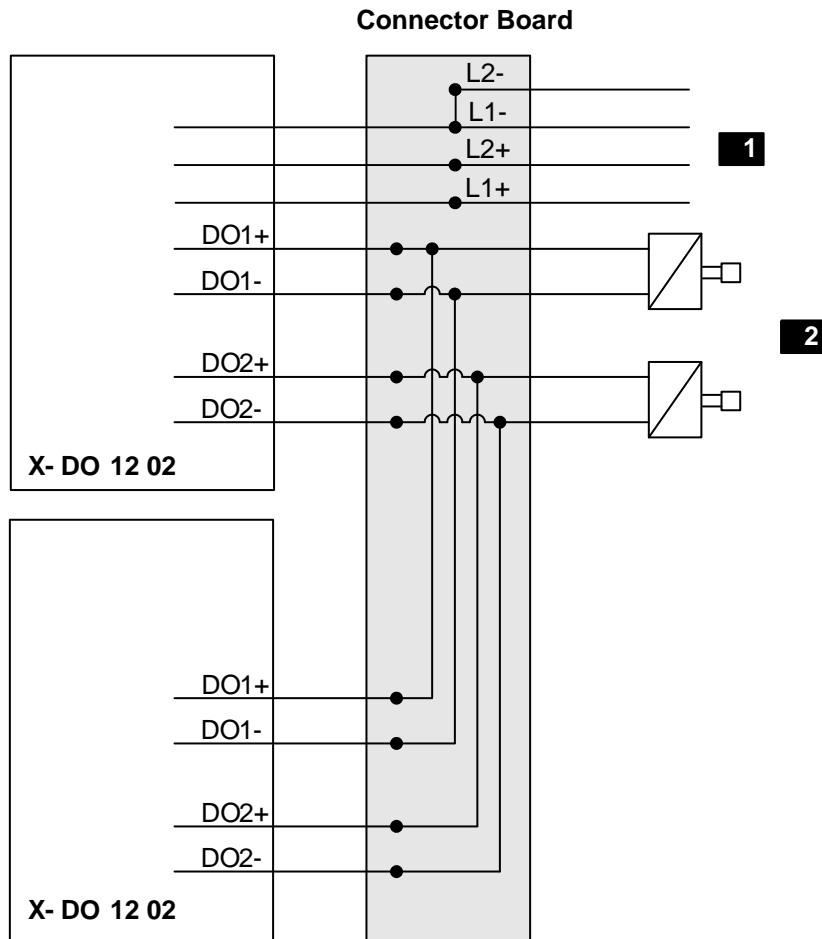 Connector Board
L2-
L1-
L2+
1
L1+
DO1+
DO1-
2
DO2+
DO2-
X- DO 12 02
DO1+
DO1-
DO2+
DO2-
X- DO 12 02